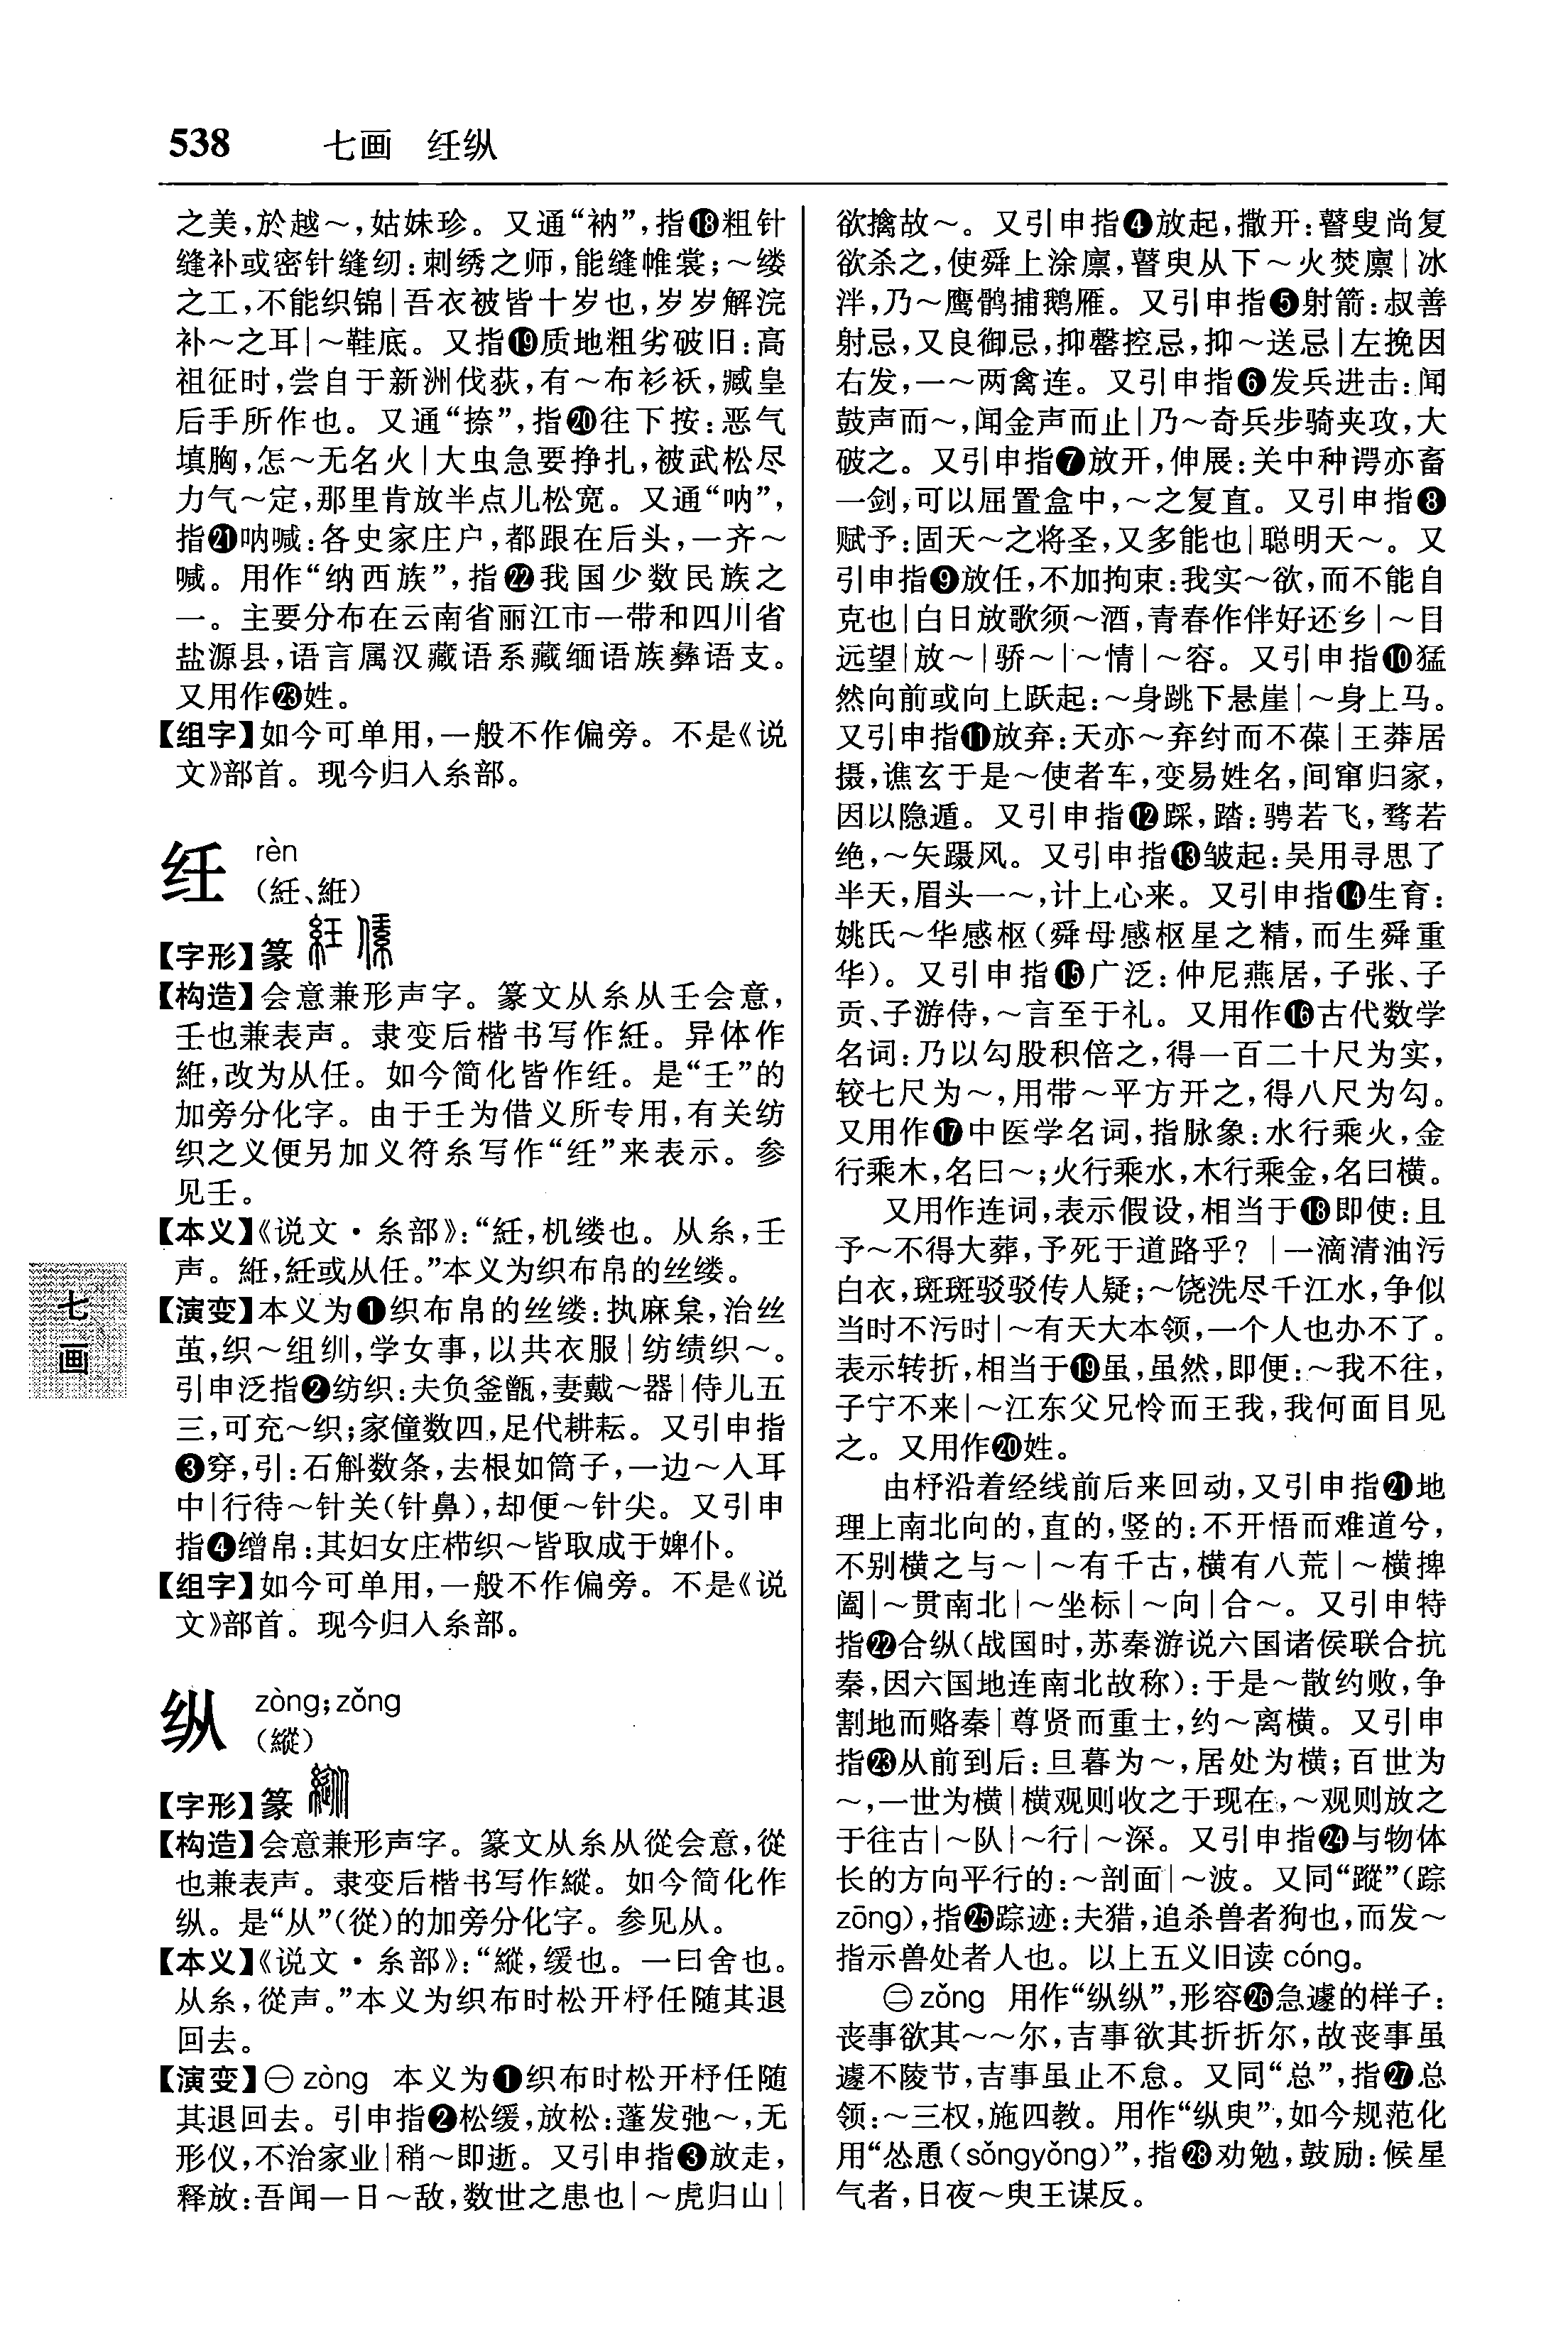 538 七画 纴纵
之美，於越～，姑妹珍。又通“衲”，指⓲粗针
缝补或密针缝纫：刺绣之师，能缝帷裳；～缕
之工，不能织锦｜吾衣被皆十岁也，岁岁解浣
补～之耳｜～鞋底。又指⓳质地粗劣破旧：高
祖征时，尝自于新洲伐荻，有～布衫袄，臧皇
后手所作也。又通“捺”，指⓴往下按：恶气
填胸，怎～无名火｜大虫急要挣扎，被武松尽
力气～定，那里肯放半点儿松宽。又通“呐”，
指㉑呐喊：各史家庄户，都跟在后头，一齐～
喊。用作“纳西族”，指㉒我国少数民族之
一。主要分布在云南省丽江市一带和四川省
盐源县，语言属汉藏语系藏缅语族彝语支。
又用作㉓姓。
【组字】如今可单用，一般不作偏旁。不是《说
文》部首。现今归入糸部。
纴 rèn
（紝、絍）
【字形】篆
【构造】会意兼形声字。篆文从糸从壬会意，
壬也兼表声。隶变后楷书写作紝。异体作
絍，改为从任。如今简化皆作纴。是“壬”的
加旁分化字。由于壬为借义所专用，有关纺
织之义便另加义符糸写作“纴”来表示。参
见壬。
【本义】《说文·糸部》：“紝，机缕也。从糸，壬
声。絍，紝或从任。”本义为织布帛的丝缕。
【演变】本义为❶织布帛的丝缕：执麻枲，治丝
茧，织～组紃，学女事，以共衣服｜纺绩织～。
引申泛指❷纺织：夫负釜甑，妻戴～器｜侍儿五
三，可充～织；家僮数四，足代耕耘。又引申指
❸穿，引：石斛数条，去根如筒子，一边～入耳
中｜行待～针关（针鼻），却便～针尖。又引申
指❹缯帛：其妇女庄栉织～皆取成于婢仆。
【组字】如今可单用，一般不作偏旁。不是《说
文》部首。现今归入糸部。
纵 zòng；zǒng
（縱）
【字形】篆
【构造】会意兼形声字。篆文从糸从從会意，從
也兼表声。隶变后楷书写作縱。如今简化作
纵。是“从”（從）的加旁分化字。参见从。
【本义】《说文·糸部》：“縱，缓也。一曰舍也。
从糸，從声。”本义为织布时松开杼任随其退
回去。
【演变】㊀zòng 本义为❶织布时松开杼任随
其退回去。引申指❷松缓，放松：蓬发弛～，无
形仪，不治家业｜稍～即逝。又引申指❸放走，
释放：吾闻一日～敌，数世之患也｜～虎归山｜
欲擒故～。又引申指❹放起，撒开：瞽叟尚复
欲杀之，使舜上涂廪，瞽臾从下～火焚廪｜冰
泮，乃～鹰鹘捕鹅雁。又引申指❺射箭：叔善
射忌，又良御忌，抑磬控忌，抑～送忌｜左挽因
右发，一～两禽连。又引申指❻发兵进击：闻
鼓声而～，闻金声而止｜乃～奇兵步骑夹攻，大
破之。又引申指❼放开，伸展：关中种谔亦畜
一剑，可以屈置盒中，～之复直。又引申指❽
赋予：固天～之将圣，又多能也｜聪明天～。又
引申指❾放任，不加拘束：我实～欲，而不能自
克也｜白日放歌须～酒，青春作伴好还乡｜～目
远望｜放～｜骄～｜～情｜～容。又引申指❿猛
然向前或向上跃起：～身跳下悬崖｜～身上马。
又引申指⓫放弃：天亦～弃纣而不葆｜王莽居
摄，谯玄于是～使者车，变易姓名，间窜归家，
因以隐遁。又引申指⓬踩，踏：骋若飞，骛若
绝，～矢蹑风。又引申指⓭皱起：吴用寻思了
半天，眉头一～，计上心来。又引申指⓮生育：
姚氏～华感枢（舜母感枢星之精，而生舜重
华）。又引申指⓯广泛：仲尼燕居，子张、子
贡、子游侍，～言至于礼。又用作⓰古代数学
名词：乃以勾股积倍之，得一百二十尺为实，
较七尺为～，用带～平方开之，得八尺为勾。
又用作⓱中医学名词，指脉象：水行乘火，金
行乘木，名曰～；火行乘水，木行乘金，名曰横。
又用作连词，表示假设，相当于⓲即使：且
予～不得大葬，予死于道路乎？｜一滴清油污
白衣，斑斑驳驳传人疑；～饶洗尽千江水，争似
当时不污时｜～有天大本领，一个人也办不了。
表示转折，相当于⓳虽，虽然，即便：～我不往，
子宁不来｜～江东父兄怜而王我，我何面目见
之。又用作⓴姓。
由杼沿着经线前后来回动，又引申指㉑地
理上南北向的，直的，竖的：不开悟而难道兮，
不别横之与～｜～有千古，横有八荒｜～横捭
阖｜～贯南北｜～坐标｜～向｜合～。又引申特
指㉒合纵（战国时，苏秦游说六国诸侯联合抗
秦，因六国地连南北故称）：于是～散约败，争
割地而赂秦｜尊贤而重士，约～离横。又引申
指㉓从前到后：旦暮为～，居处为横；百世为
～，一世为横｜横观则收之于现在，～观则放之
于往古｜～队｜～行｜～深。又引申指㉔与物体
长的方向平行的：～剖面｜～波。又同“蹤”（踪
zōng），指㉕踪迹：夫猎，追杀兽者狗也，而发～
指示兽处者人也。以上五义旧读 cóng。
㊁zǒng 用作“纵纵”，形容㉖急遽的样子：
丧事欲其～～尔，吉事欲其折折尔，故丧事虽
遽不陵节，吉事虽止不怠。又同“总”，指㉗总
领：～三权，施四教。用作“纵臾”，如今规范化
用“怂恿（sǒngyǒng）”，指㉘劝勉，鼓励：候星
气者，日夜～臾王谋反。
七
画